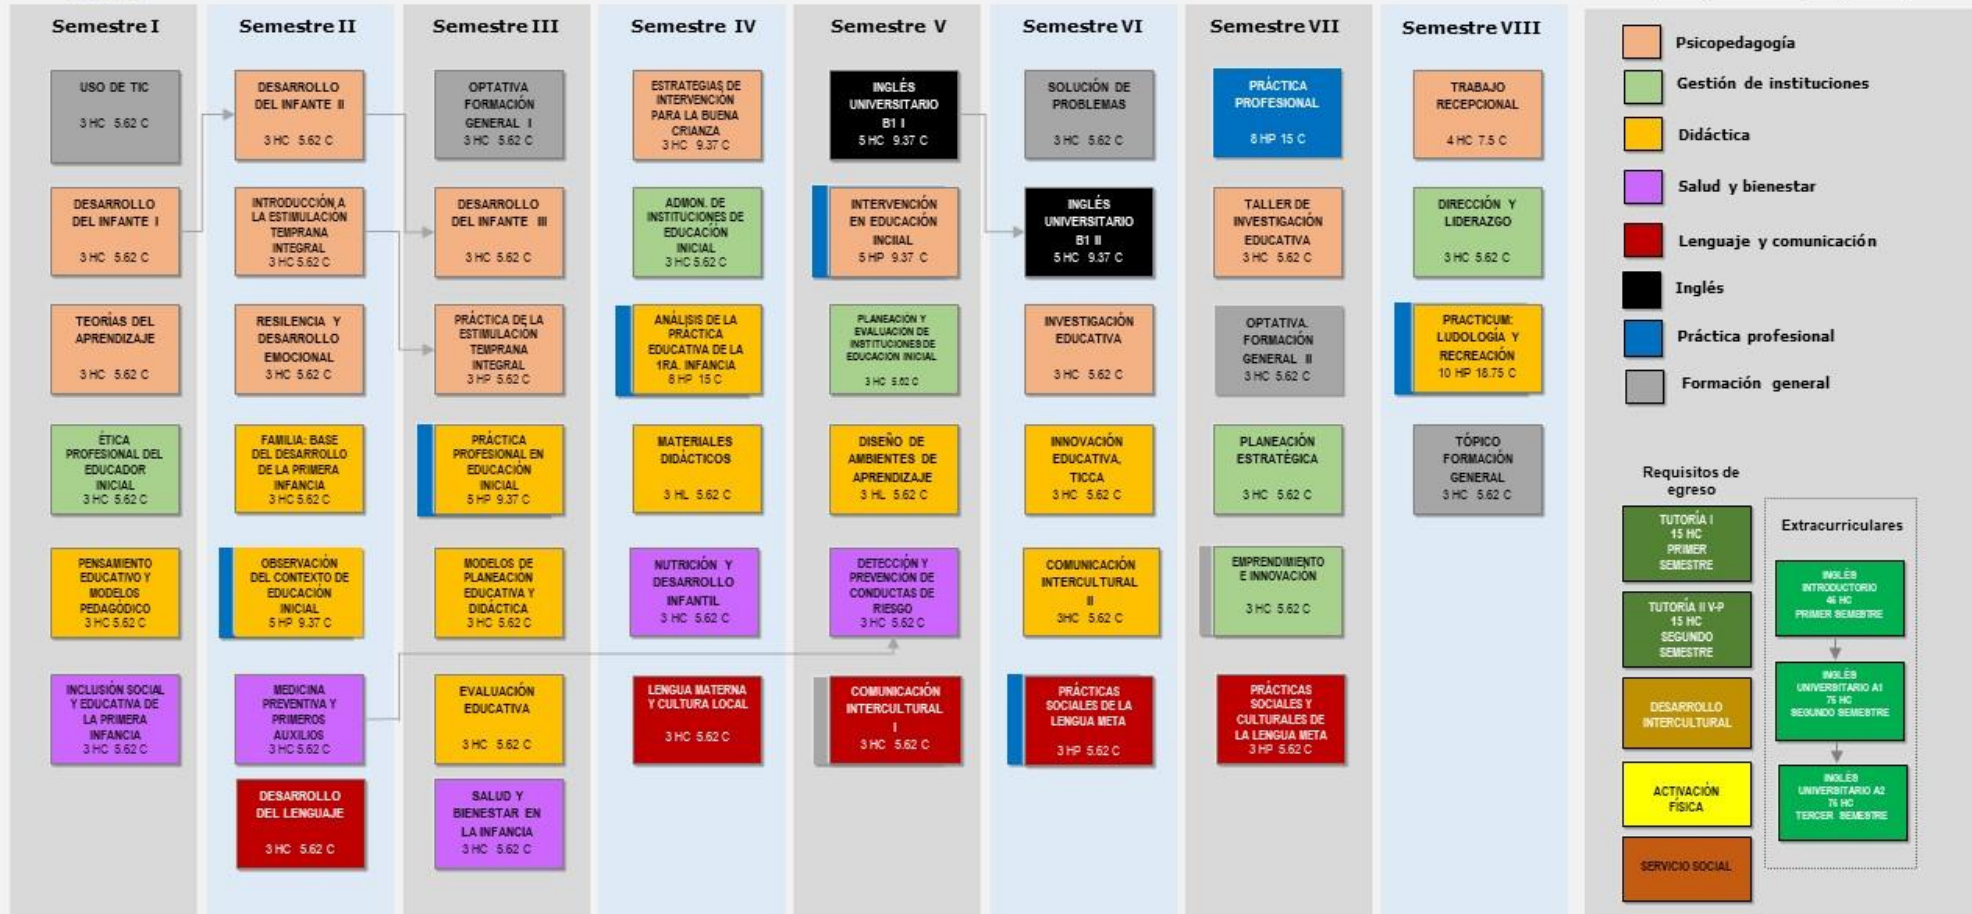 Semestre I
USO DE TIC
3 HC 5.62 C
DESARROLLO
DEL INFANTE I
3 HC 5.62 C
TEORÍAS DEL
APRENDIZAJE
3 HC 5.62 C
ÉTICA
PROFESIONAL DEL
EDUCADOR
INICIAL
3 HC 5.62 C
PENSAMIENTO
EDUCATIVO Y
MODELOS
PEDAGÓDICO
3 HC 5.62 C
INCLUSIÓN SOCIAL
Y EDUCATIVA DE
LA PRIMERA
INFANCIA
3 HC 5.62 C
Semestre II
DESARROLLO
DEL INFANTE II
3 HC 5.62 C
INTRODUCCIÓN A
LA ESTIMULACIÓN
TEMPRANA
INTEGRAL
3 HC 5.62 C
RESILENCIA Y
DESARROLLO
EMOCIONAL
3 HC 5.62 C
FAMILIA: BASE
DEL DESARROLLO
DE LA PRIMERA
INFANCIA
3 HC 5.62 C
OBSERVACIÓN
DEL CONTEXTO DE
EDUCACIÓN
INICIAL
5 HP 9.37 C
MEDICINA
PREVENTIVA Y
PRIMEROS
AUXILIOS
3 HC 5.62 C
DESARROLLO
DEL LENGUAJE
3 HC 5.62 C
Semestre III
OPTATIVA
FORMACIÓN
GENERAL I
3 HC 5.62 C
DESARROLLO
DEL INFANTE III
3 HC 5.62 C
PRÁCTICA DE LA
ESTIMULACIÓN
TEMPRANA
INTEGRAL
3 HP 5.62 C
PRÁCTICA
PROFESIONAL EN
EDUCACIÓN
INICIAL
5 HP 9.37 C
MODELOS DE
PLANEACIÓN
EDUCATIVA Y
DIDÁCTICA
3 HC 5.62 C
EVALUACIÓN
EDUCATIVA
3 HC 5.62 C
SALUD Y
BIENESTAR EN
LA INFANCIA
3 HC 5.62 C
Semestre IV
ESTRATEGIAS DE
INTERVENCIÓN
PARA LA BUENA
CRIANZA
3 HC 9.37 C
ADMON. DE
INSTITUCIONES DE
EDUCACIÓN
INICIAL
3 HC 5.62 C
ANÁLISIS DE LA
PRÁCTICA
EDUCATIVA DE LA
1RA. INFANCIA
8 HP 15 C
MATERIALES
DIDÁCTICOS
3 HL 5.62 C
NUTRICIÓN Y
DESARROLLO
INFANTIL
3 HC 5.62 C
LENGUA MATERNA
Y CULTURA LOCAL
3 HC 5.62 C
Semestre V
INGLÉS
UNIVERSITARIO
B1 I
5 HC 9.37 C
INTERVENCIÓN
EN EDUCACIÓN
INCIIAL
5 HP 9.37 C
PLANEACIÓN Y
EVALUACIÓN DE
INSTITUCIONES DE
EDUCACIÓN INICIAL
3 HC 5.62 C
DISEÑO DE
AMBIENTES DE
APRENDIZAJE
3 HL 5.62 C
DETECCIÓN Y
PREVENCIÓN DE
CONDUCTAS DE
RIESGO
3 HC 5.62 C
COMUNICACIÓN
INTERCULTURAL
I
3 HC 5.62 C
Semestre VI
SOLUCIÓN DE
PROBLEMAS
3 HC 5.62 C
INGLÉS
UNIVERSITARIO
B1 II
5 HC 9.37 C
INVESTIGACIÓN
EDUCATIVA
3 HC 5.62 C
INNOVACIÓN
EDUCATIVA,
TICCA
3 HC 5.62 C
COMUNICACIÓN
INTERCULTURAL
II
3HC 5.62 C
PRÁCTICAS
SOCIALES DE LA
LENGUA META
3 HP 5.62 C
Semestre VII
PRÁCTICA
PROFESIONAL
8 HP 15 C
TALLER DE
INVESTIGACIÓN
EDUCATIVA
3 HC 5.62 C
OPTATIVA.
FORMACIÓN
GENERAL II
3 HC 5.62 C
PLANEACIÓN
ESTRATÉGICA
3 HC 5.62 C
EMPRENDIMIENTO
E INNOVACIÓN
3 HC 5.62 C
PRÁCTICAS
SOCIALES Y
CULTURALES DE
LA LENGUA META
3 HP 5.62 C
Semestre VIII
TRABAJO
RECEPCIONAL
4 HC 7.5 C
DIRECCIÓN Y
LIDERAZGO
3 HC 5.62 C
PRACTICUM:
LUDOLOGÍA Y
RECREACIÓN
10 HP 18.75 C
TÓPICO
FORMACIÓN
GENERAL
3 HC 5.62 C
Psicopedagogía
Gestión de instituciones
Didáctica
Salud y bienestar
Lenguaje y comunicación
Inglés
Práctica profesional
Formación general
Requisitos de
egreso
TUTORÍA I
15 HC
PRIMER
SEMESTRE
TUTORÍA II V-P
15 HC
SEGUNDO
SEMESTRE
DESARROLLO
INTERCULTURAL
ACTIVACIÓN
FÍSICA
SERVICIO SOCIAL
Extracurriculares
INGLÉS
INTRODUCTORIO
46 HC
PRIMER SEMESTRE
INGLÉS
UNIVERSITARIO A1
76 HC
SEGUNDO SEMESTRE
INGLÉS
UNIVERSITARIO A2
76 HC
TERCER SEMESTRE